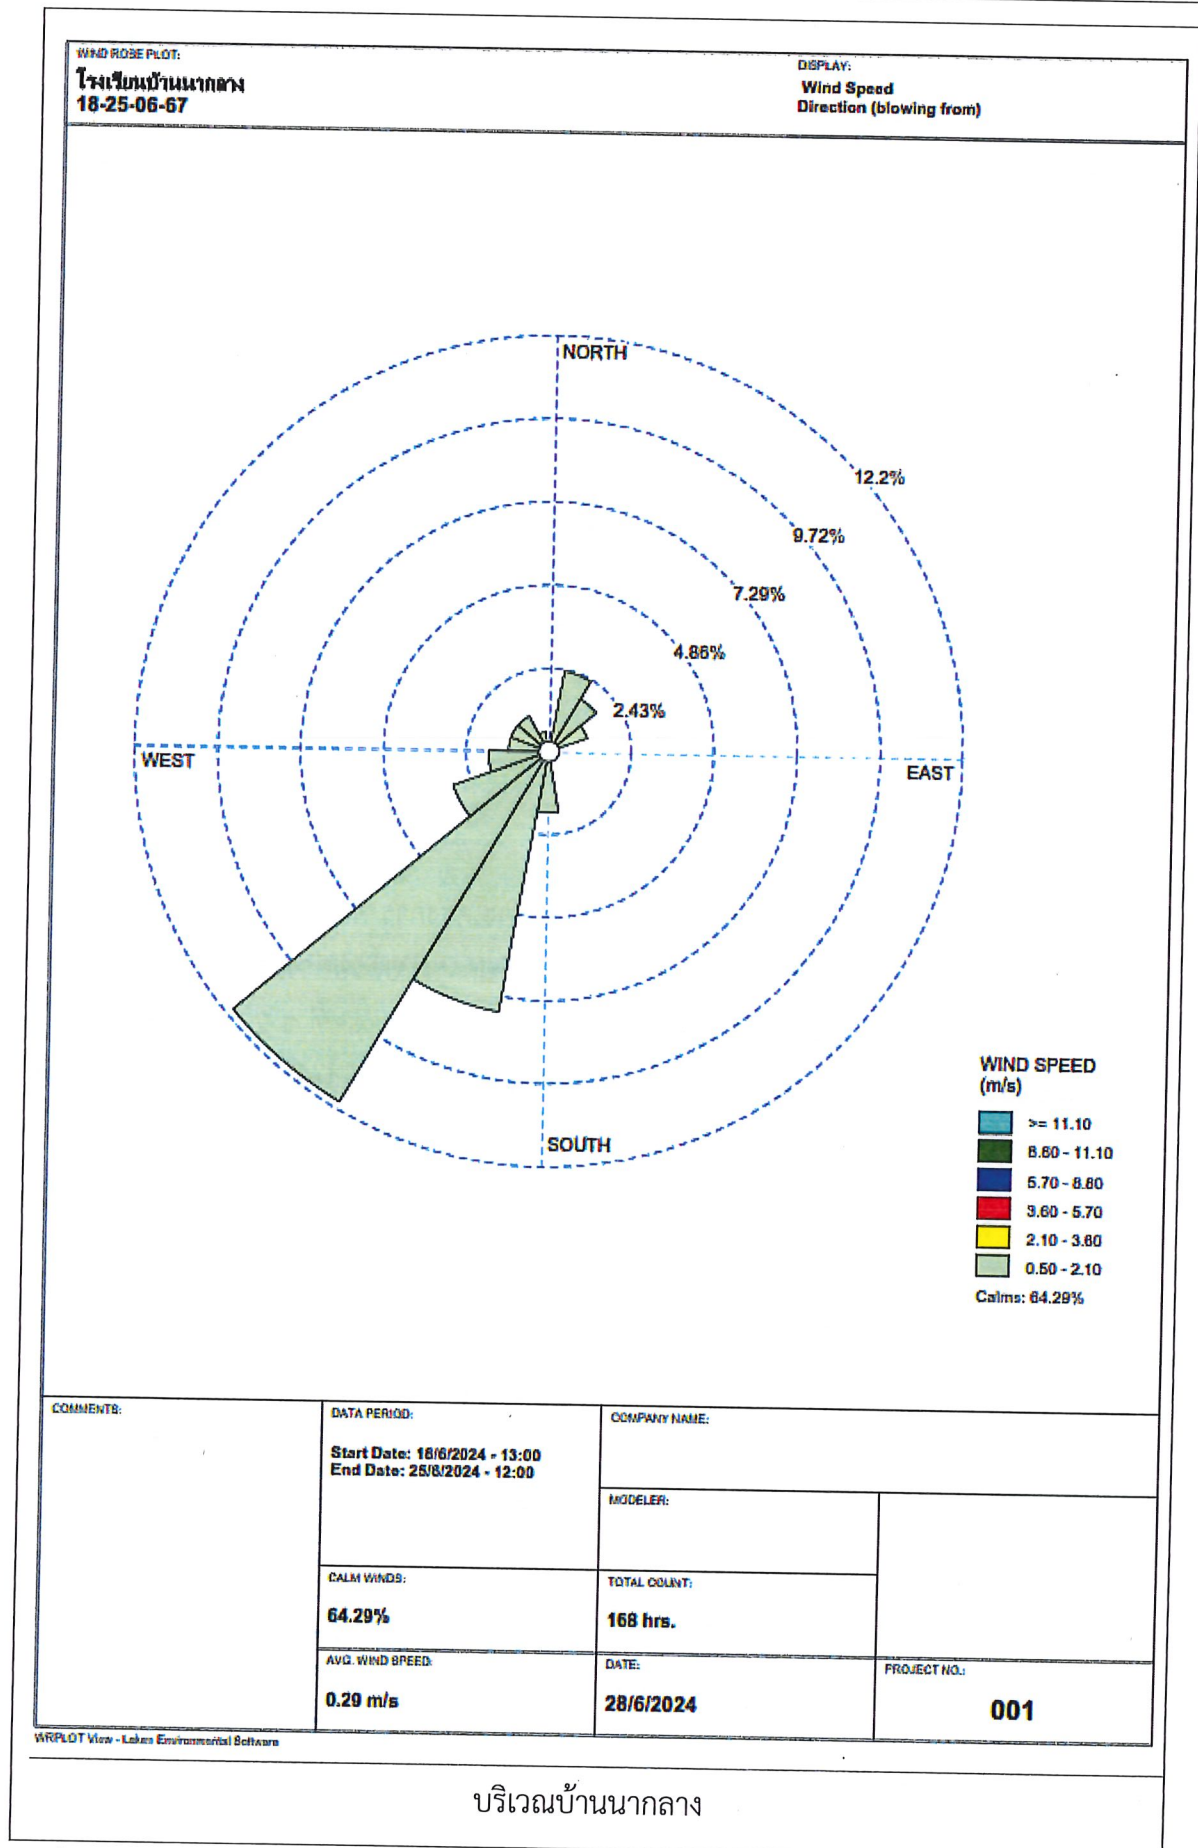 WIND ROSE PLOT:
โรงเรียนบ้านนากลาง
18-25-06-67
DISPLAY:
Wind Speed
Direction (blowing from)
NORTH
12.2%
9.72%
7.29%
4.86%
2.43%
WEST
EAST
SOUTH
WIND SPEED
(m/s)
>= 11.10
8.80 - 11.10
5.70 - 8.80
3.60 - 5.70
2.10 - 3.60
0.50 - 2.10
Calms: 64.29%
COMMENTS:
DATA PERIOD:
Start Date: 18/6/2024 - 13:00
End Date: 25/6/2024 - 12:00
COMPANY NAME:
MODELER:
CALM WINDS:
64.29%
TOTAL COUNT:
168 hrs.
AVG. WIND SPEED:
0.29 m/s
DATE:
28/6/2024
PROJECT NO.:
001
WRPLOT View - Lakes Environmental Software
บริเวณบ้านนากลาง